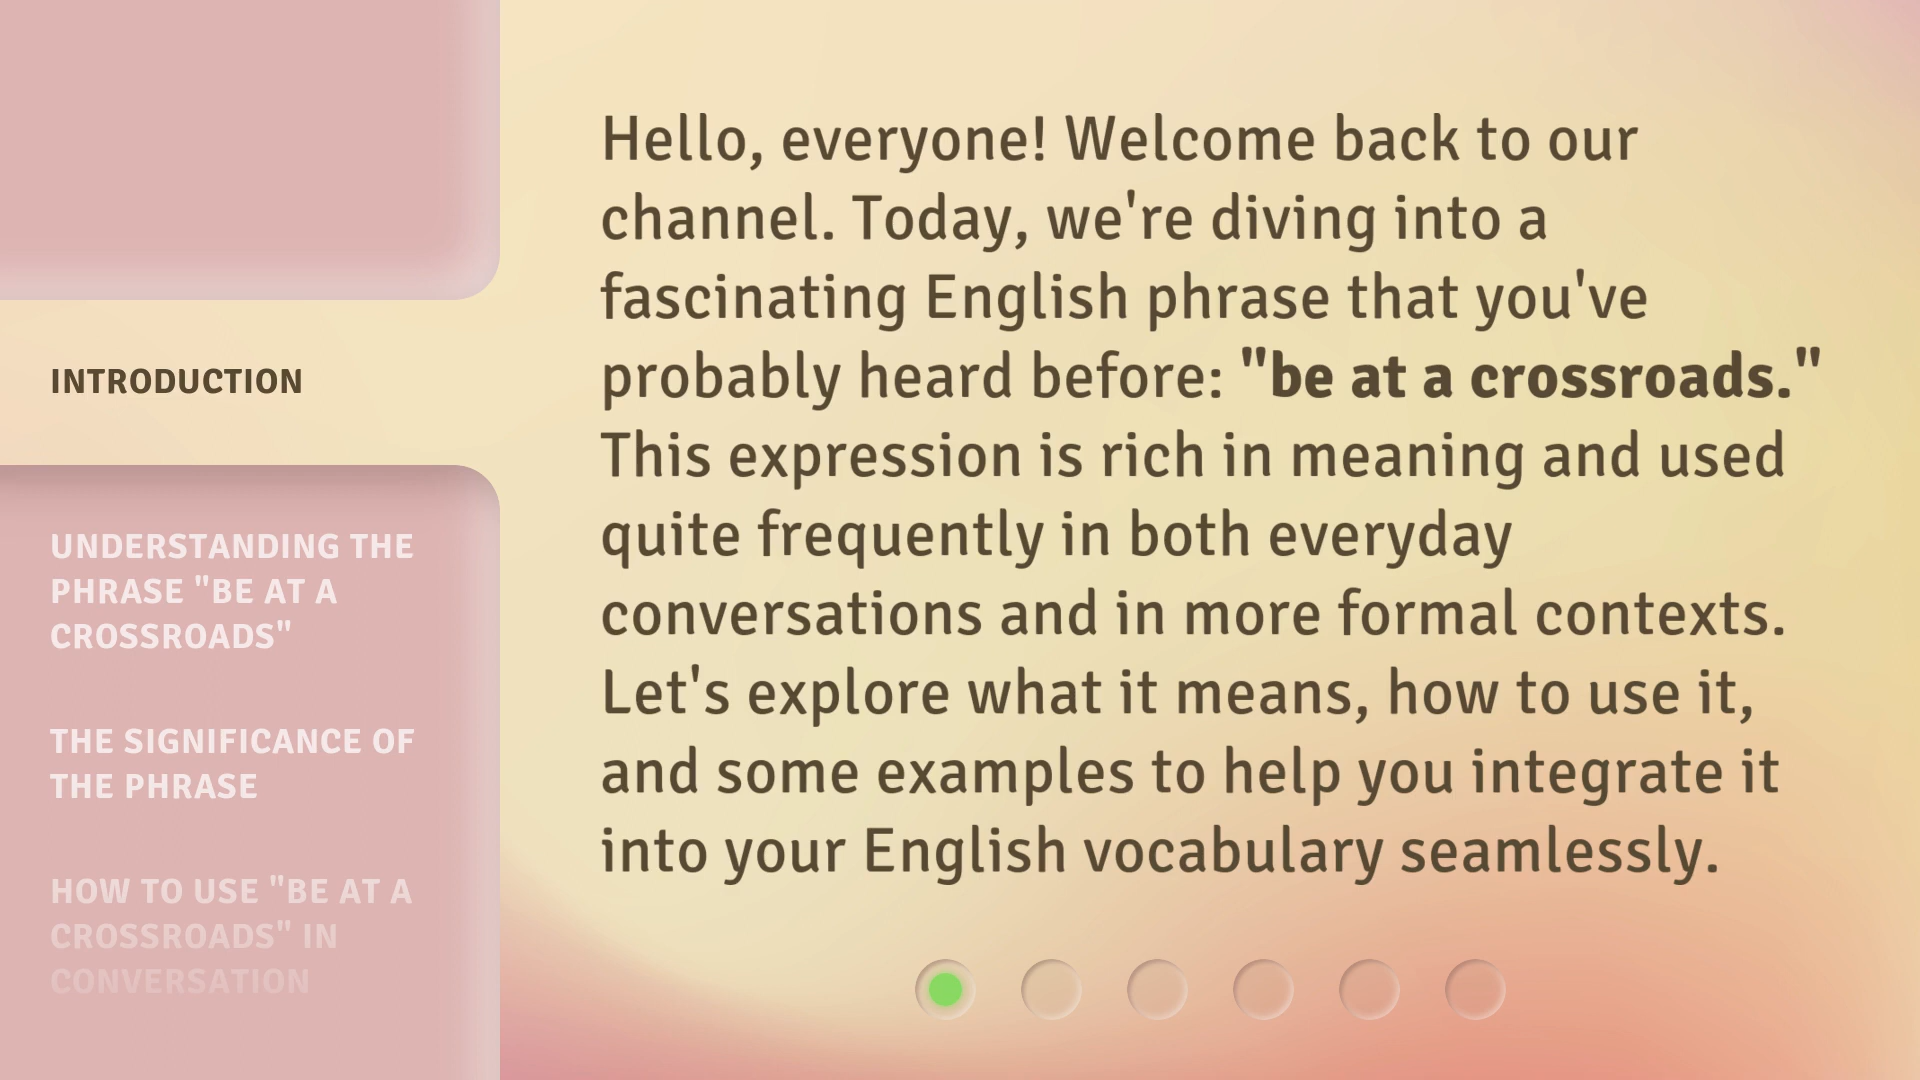 INTRODUCTION
UNDERSTANDING THE
PHRASE "BE AT A
CROSSROADS"
THE SIGNIFICANCE OF
THE PHRASE
HOW TO USE "BE AT A
CROSSROADS" IN
CONVERSATION
Hello, everyone! Welcome back to our
channel. Today, we're diving into a
fascinating English phrase that you've
probably heard before: "be at a crossroads."
This expression is rich in meaning and used
quite frequently in both everyday
conversations and in more formal contexts.
Let's explore what it means, how to use it,
and some examples to help you integrate it
into your English vocabulary seamlessly.